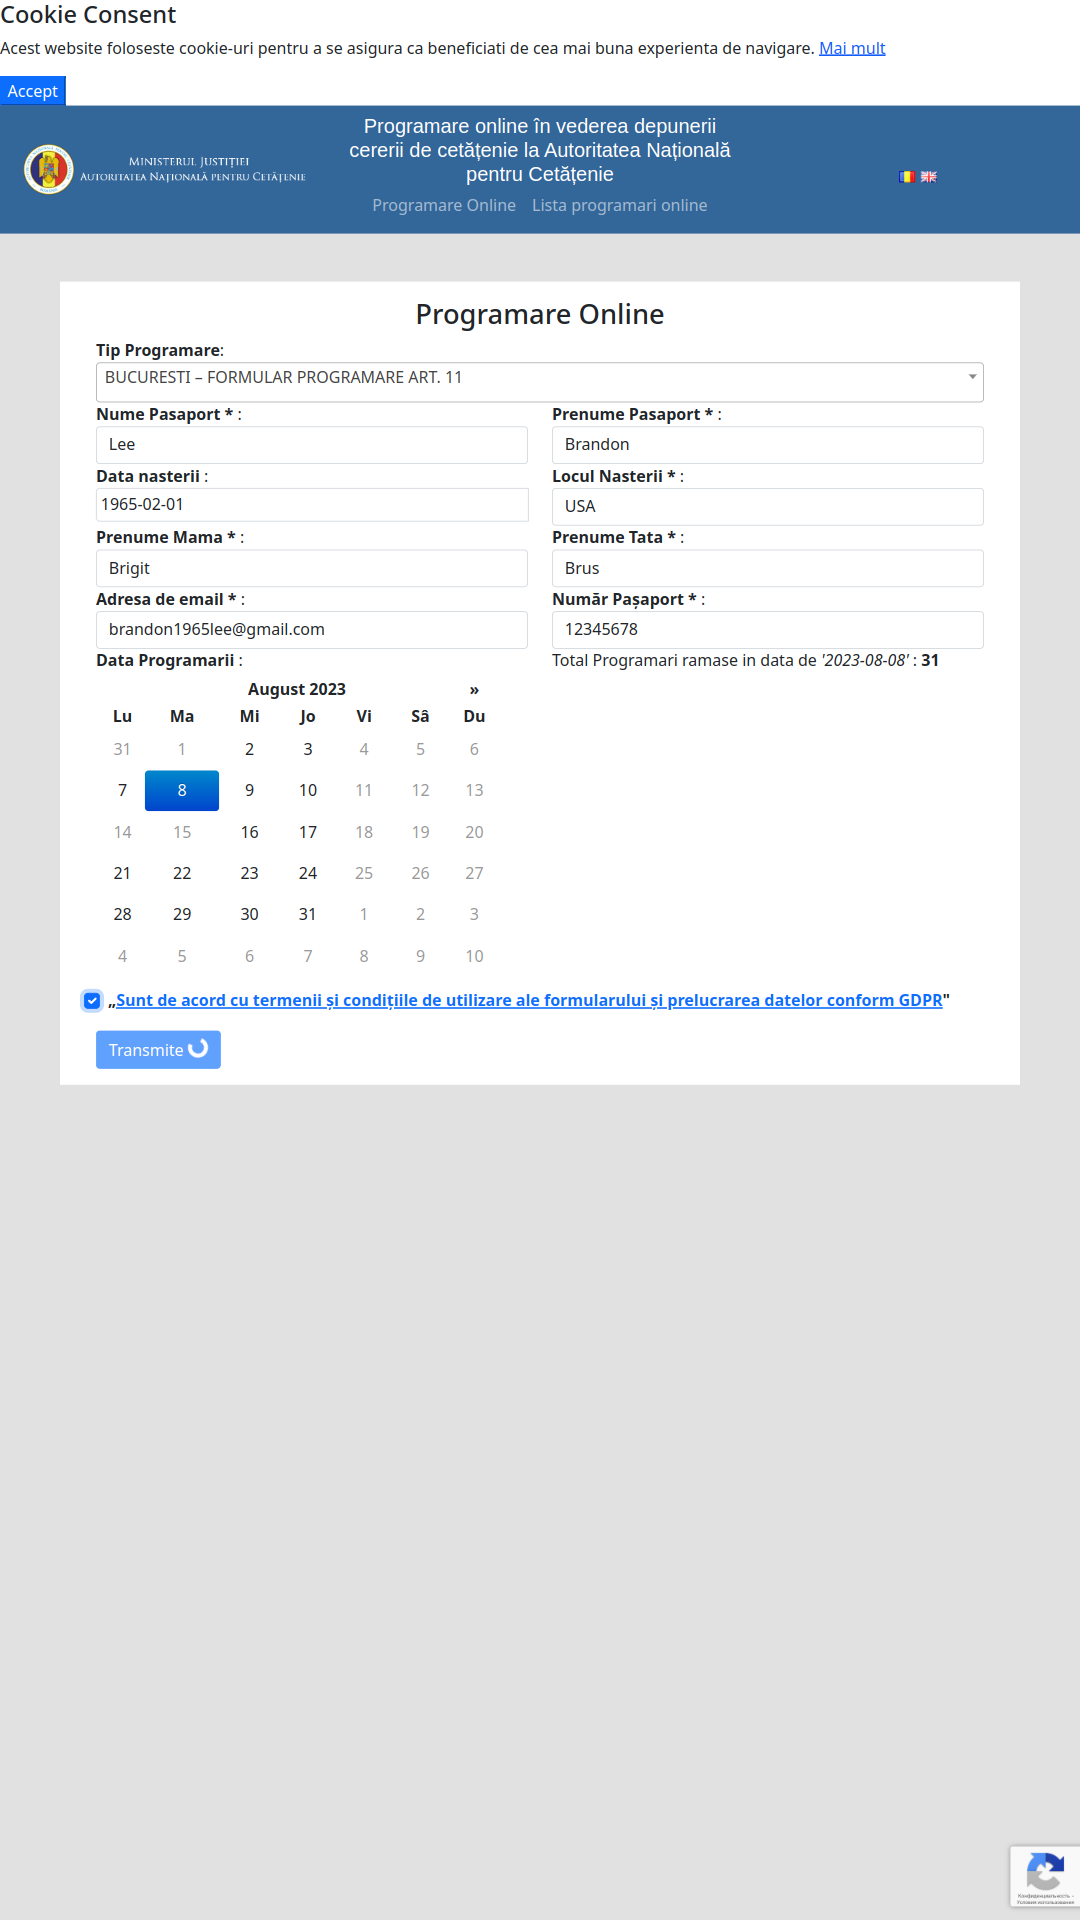 Cookie Consent
Acest website foloseste cookie-uri pentru a se asigura ca beneficiati de cea mai buna experienta de navigare. Mai mult
Accept
MINISTERUL JUSTIȚIEI
AUTORITATEA NAȚIONALĂ PENTRU CETĂȚENIE
Programare online în vederea depunerii
cererii de cetățenie la Autoritatea Națională
pentru Cetățenie
Programare Online Lista programari online
Programare Online
Tip Programare:
BUCURESTI – FORMULAR PROGRAMARE ART. 11
Nume Pasaport * : Prenume Pasaport * :
Lee Brandon
Data nasterii : Locul Nasterii * :
1965-02-01 USA
Prenume Mama * : Prenume Tata * :
Brigit Brus
Adresa de email * : Număr Pașaport * :
brandon1965lee@gmail.com 12345678
Data Programarii : Total Programari ramase in data de '2023-08-08' : 31
August 2023 »
Lu Ma Mi Jo Vi Sâ Du
31 1 2 3 4 5 6
7 8 9 10 11 12 13
14 15 16 17 18 19 20
21 22 23 24 25 26 27
28 29 30 31 1 2 3
4 5 6 7 8 9 10
„Sunt de acord cu termenii și condițiile de utilizare ale formularului și prelucrarea datelor conform GDPR"
Transmite
Конфиденциальность -
Условия использования